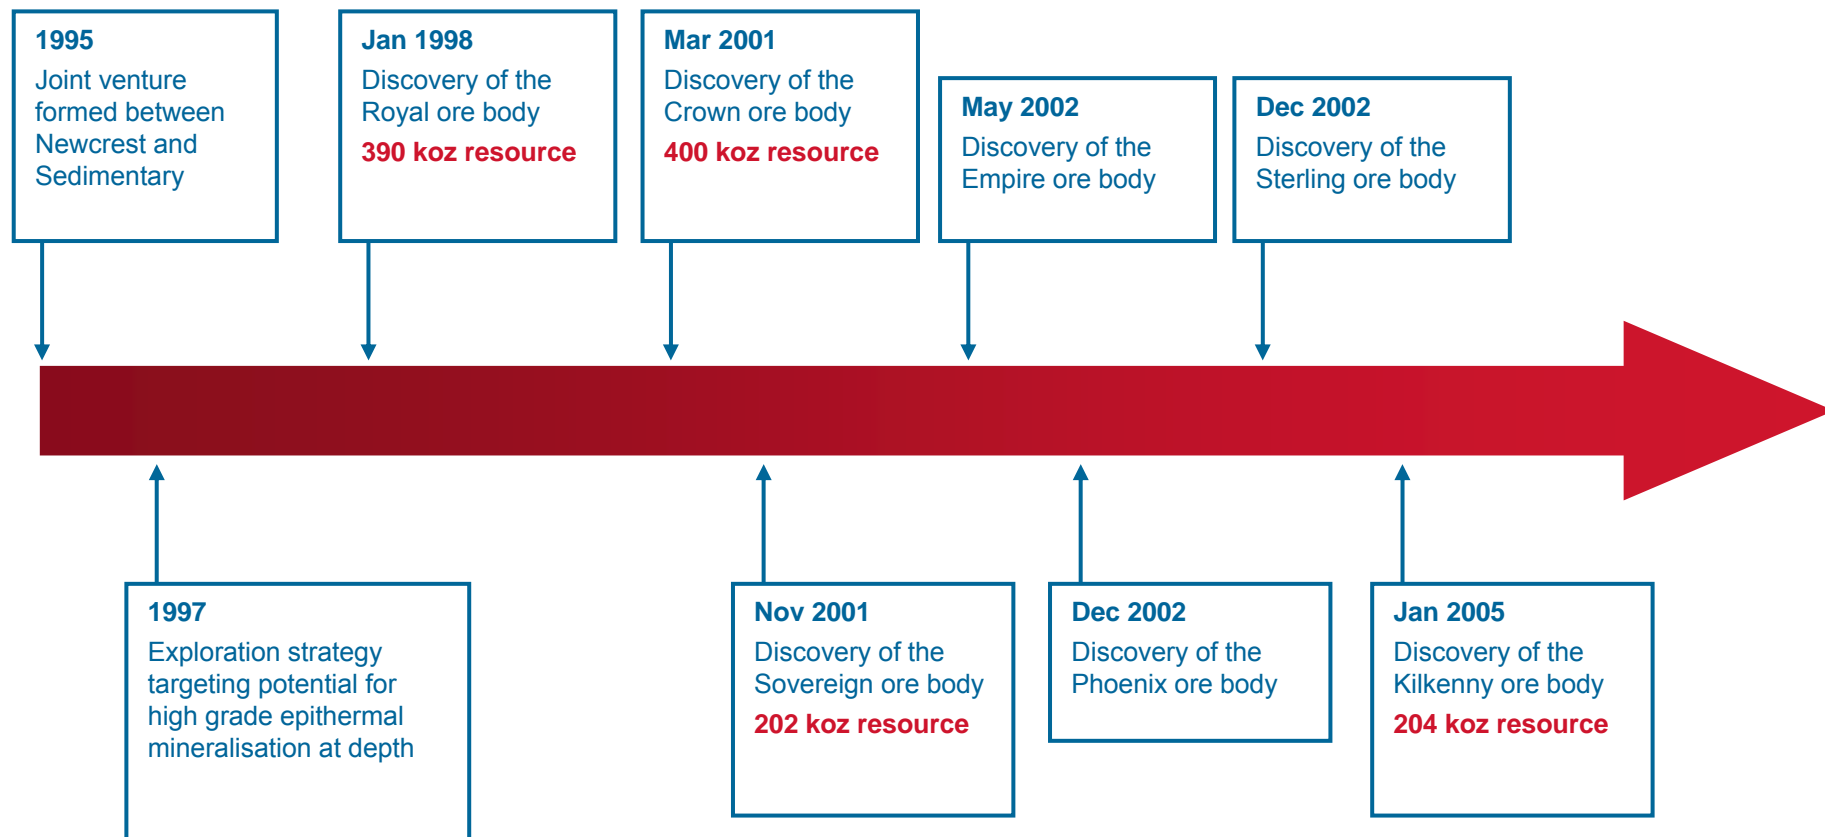 1995
Joint venture
formed between
Newcrest and
Sedimentary
Jan 1998
Discovery of the
Royal ore body
390 koz resource
Mar 2001
Discovery of the
Crown ore body
400 koz resource
May 2002
Discovery of the
Empire ore body
Dec 2002
Discovery of the
Sterling ore body
1997
Exploration strategy
targeting potential for
high grade epithermal
mineralisation at depth
Nov 2001
Discovery of the
Sovereign ore body
202 koz resource
Dec 2002
Discovery of the
Phoenix ore body
Jan 2005
Discovery of the
Kilkenny ore body
204 koz resource